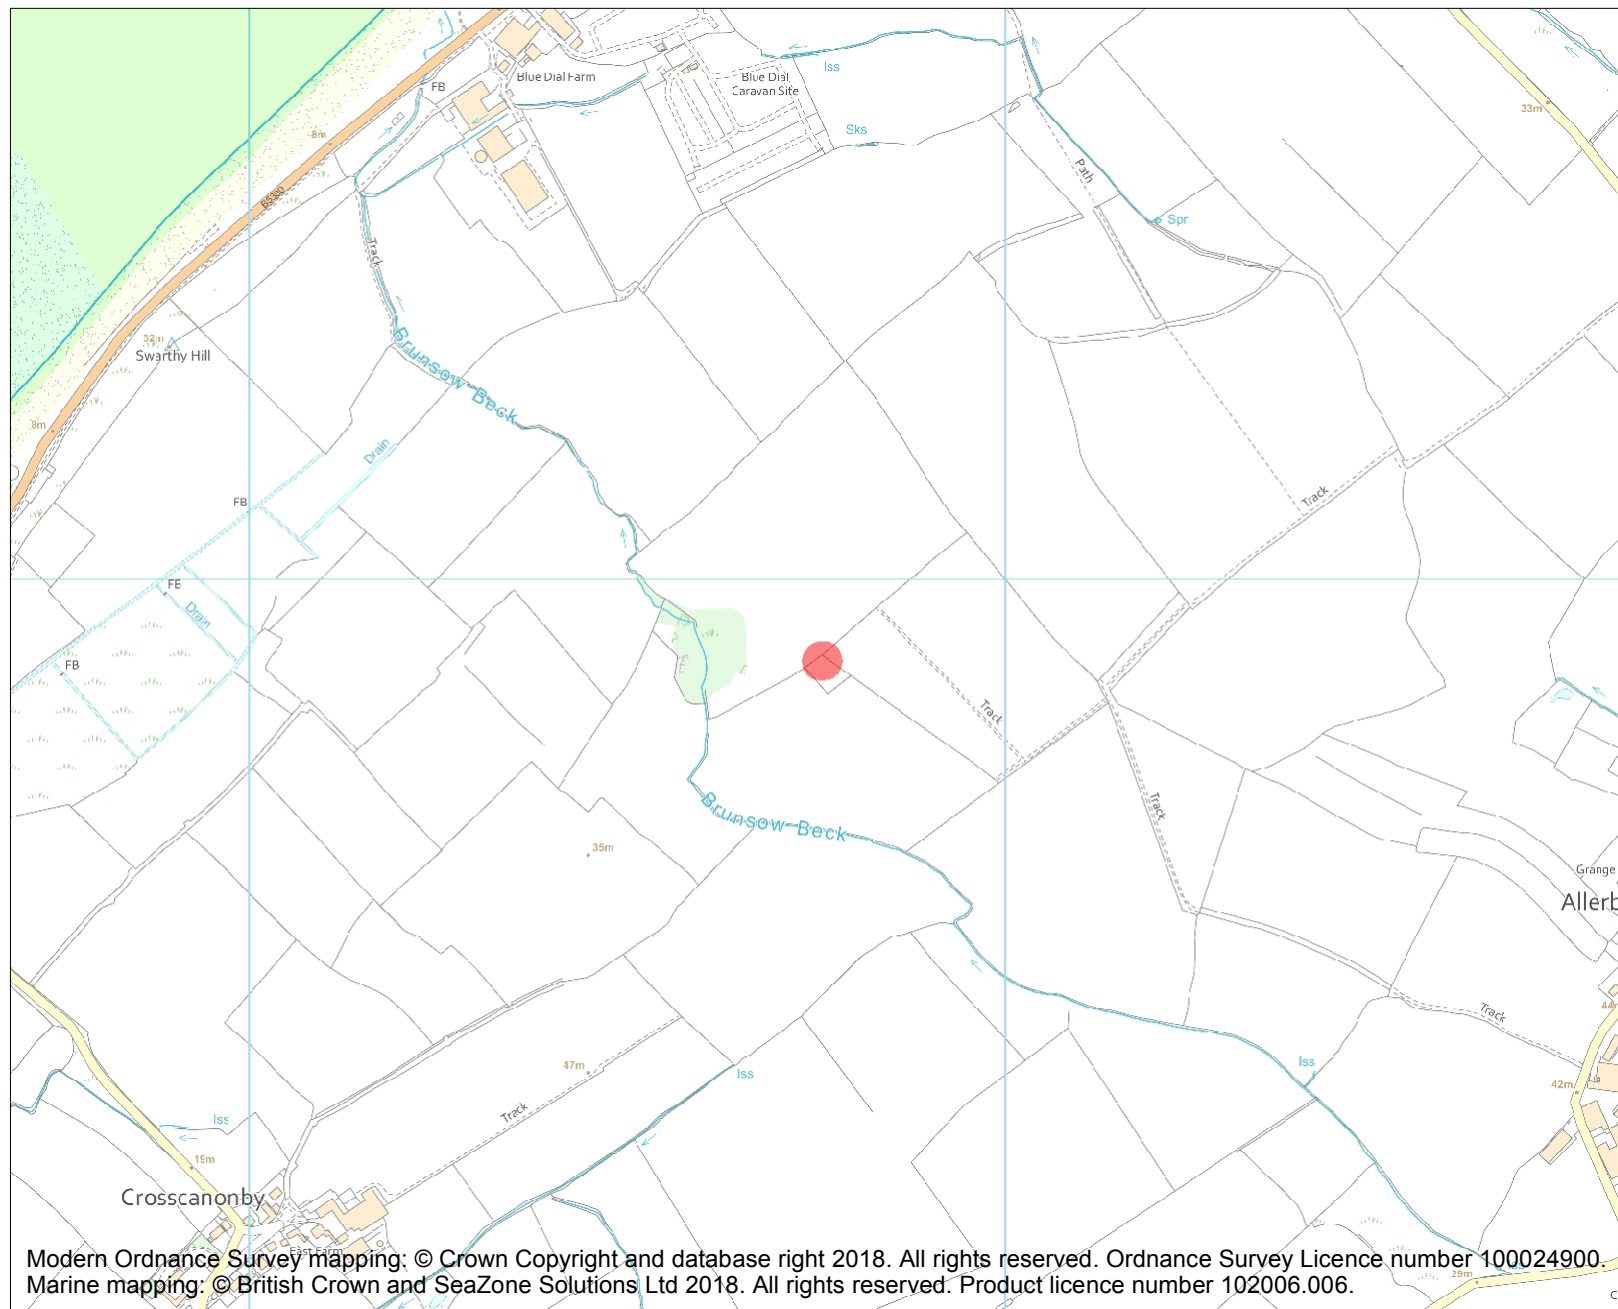 Blue Dial Farm
Blue Dial
Caravan Site
Iss
FB
33m
Sks
8m
Path
B5300
Spr
Track
Brunsow Beck
32m
Swarthy Hill
8m
Drain
Track
FB
FB
Drain
FB
Track
Track
Brunsow Beck
35m
Grange
Allerb
Track
44m
47m
Iss
Iss
42m
Track
Iss
19m
Crosscanonby
East Farm
29m
Iss
Modern Ordnance Survey mapping: © Crown Copyright and database right 2018. All rights reserved. Ordnance Survey Licence number 100024900.
Marine mapping: © British Crown and SeaZone Solutions Ltd 2018. All rights reserved. Product licence number 102006.006.